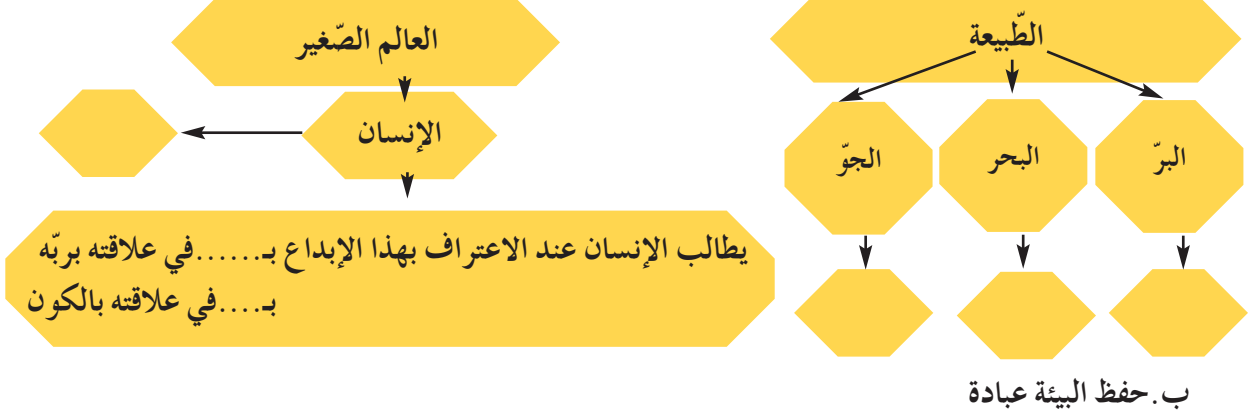 الطّبيعة
البرّ
البحر
الجوّ
العالم الصّغير
الإنسان
يطالب الإنسان عند الاعتراف بهذا الإبداع بـ......في علاقته بربّه
بـ....في علاقته بالكون
ب.حفظ البيئة عبادة